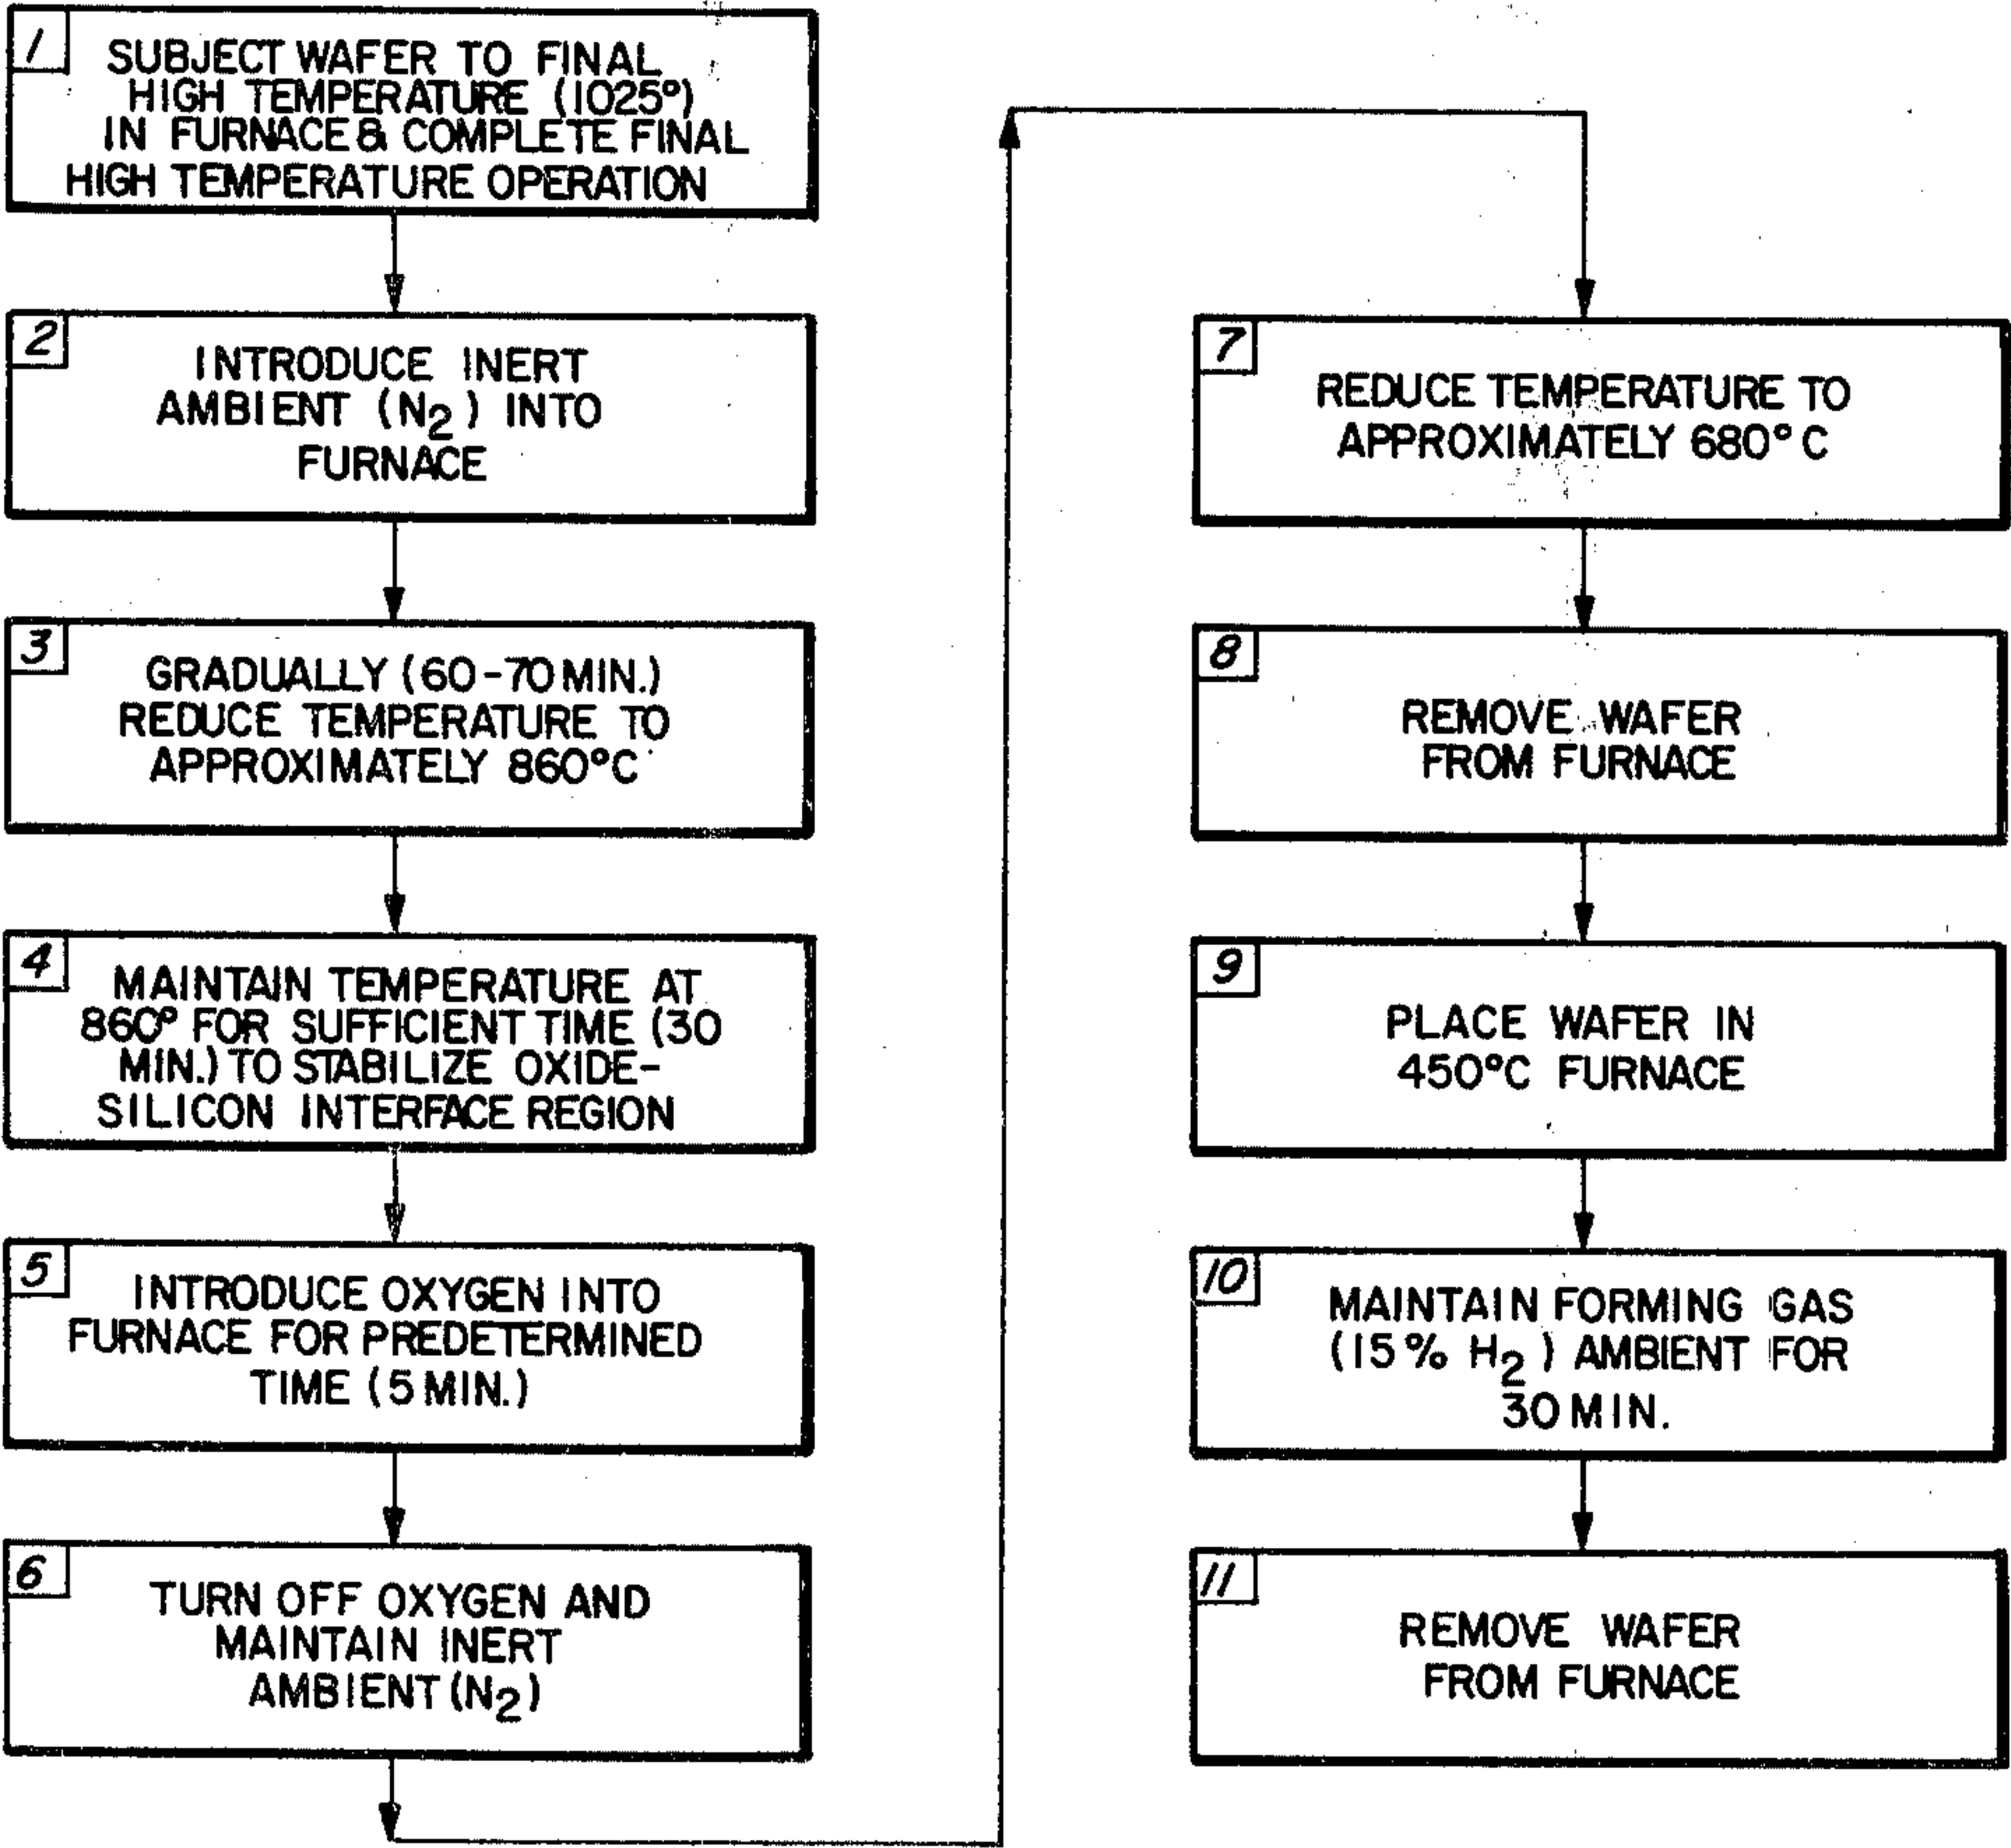 1
SUBJECT WAFER TO FINAL
HIGH TEMPERATURE (1025°)
IN FURNACE & COMPLETE FINAL
HIGH TEMPERATURE OPERATION
2
INTRODUCE INERT
AMBIENT (N2) INTO
FURNACE
3
GRADUALLY (60-70 MIN.)
REDUCE TEMPERATURE TO
APPROXIMATELY 860°C
4
MAINTAIN TEMPERATURE AT
860° FOR SUFFICIENT TIME (30
MIN.) TO STABILIZE OXIDE-
SILICON INTERFACE REGION
5
INTRODUCE OXYGEN INTO
FURNACE FOR PREDETERMINED
TIME (5 MIN.)
6
TURN OFF OXYGEN AND
MAINTAIN INERT
AMBIENT (N2)
7
REDUCE TEMPERATURE TO
APPROXIMATELY 680°C
8
REMOVE WAFER
FROM FURNACE
9
PLACE WAFER IN
450°C FURNACE
10
MAINTAIN FORMING GAS
(15% H2) AMBIENT FOR
30 MIN.
11
REMOVE WAFER
FROM FURNACE